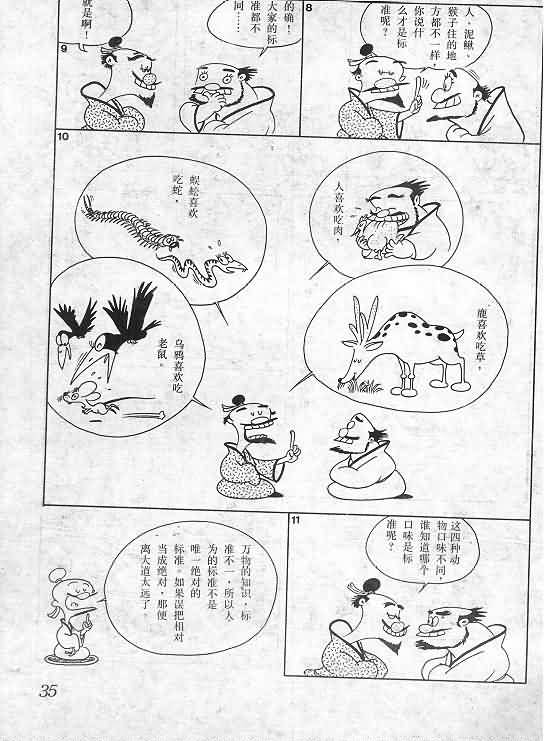 8
人、泥鳅、
猴子住的地
方都不一样，
你说什
么才是标
准呢？
9
的确！
大家的标
准都不
同……
就是啊！
10
人喜欢吃肉，
鹿喜欢吃草，
蜈蚣喜欢
吃蛇，
乌鸦喜欢吃
老鼠。
11
这四种动
物口味不同，
谁知道哪个
口味是标
准呢？
万物的知识，标
准不一，所以人
为的标准不是
唯一绝对的
标准。如果误把相对
当成绝对，那便
离大道太远了。
35